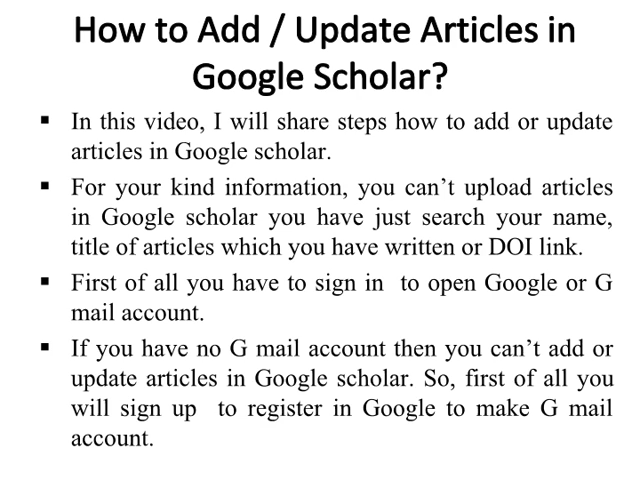 How to Add / Update Articles in
Google Scholar?
▪ In this video, I will share steps how to add or update
articles in Google scholar.
▪ For your kind information, you can’t upload articles
in Google scholar you have just search your name,
title of articles which you have written or DOI link.
▪ First of all you have to sign in  to open Google or G
mail account.
▪ If you have no G mail account then you can’t add or
update articles in Google scholar. So, first of all you
will sign up  to register in Google to make G mail
account.